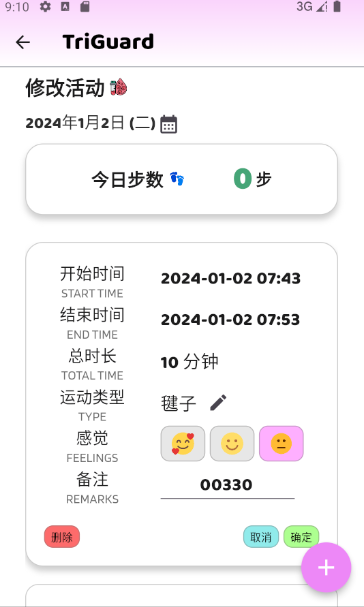 9:10 3G
TriGuard
修改活动
2024年1月2日 (二)
今日步数 0 步
开始时间 2024-01-02 07:43
START TIME
结束时间 2024-01-02 07:53
END TIME
总时长 10 分钟
TOTAL TIME
运动类型 毽子
TYPE
感觉
FEELINGS
备注 00330
REMARKS
删除 取消 确定
+